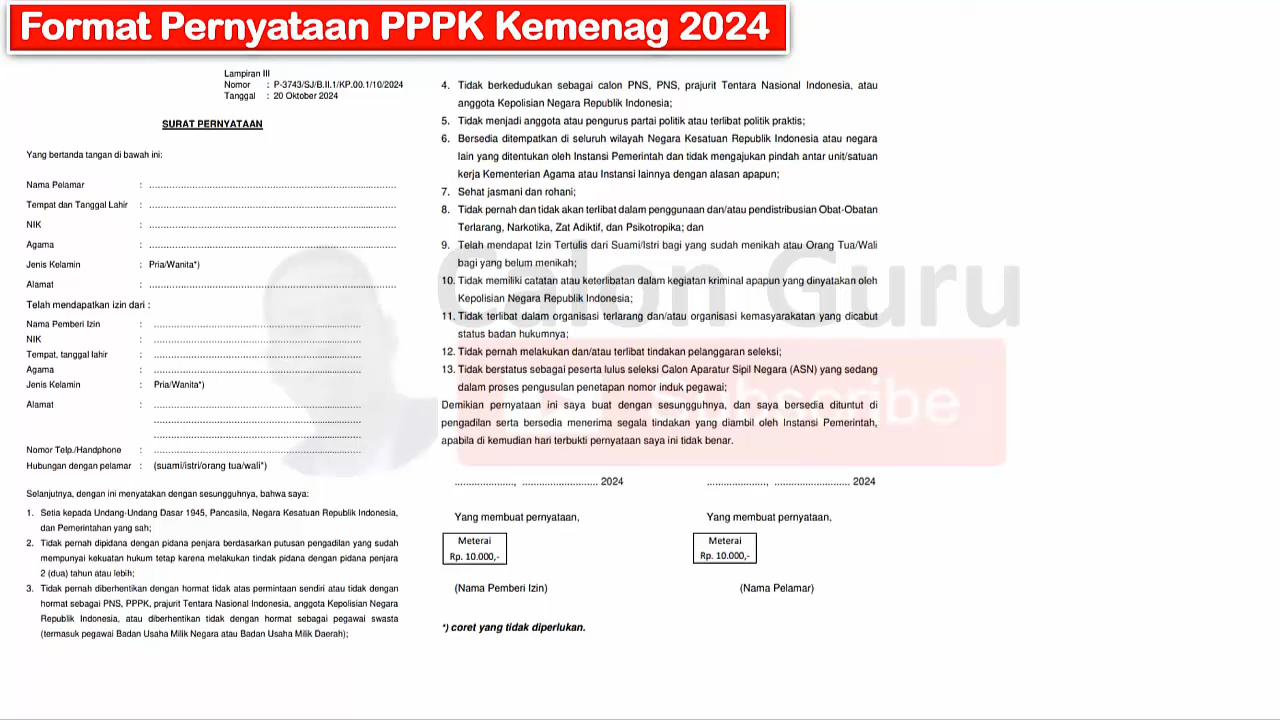 Format Pernyataan PPPK Kemenag 2024
Lampiran III
Nomor : P-3743/SJ/B.II.1/KP.00.1/10/2024
Tanggal : 20 Oktober 2024
SURAT PERNYATAAN
Yang bertanda tangan di bawah ini:
Nama Pelamar : ....................................................................................
Tempat dan Tanggal Lahir : ....................................................................................
NIK : ....................................................................................
Agama : ....................................................................................
Jenis Kelamin : Pria/Wanita*)
Alamat : ....................................................................................
Telah mendapatkan izin dari :
Nama Pemberi Izin : ........................................................................
NIK : ........................................................................
Tempat, tanggal lahir : ........................................................................
Agama : ........................................................................
Jenis Kelamin : Pria/Wanita*)
Alamat : ........................................................................
........................................................................
........................................................................
Nomor Telp./Handphone : ........................................................................
Hubungan dengan pelamar : (suami/istri/orang tua/wali*)
Selanjutnya, dengan ini menyatakan dengan sesungguhnya, bahwa saya:
1. Setia kepada Undang-Undang Dasar 1945, Pancasila, Negara Kesatuan Republik Indonesia,
dan Pemerintahan yang sah;
2. Tidak pernah dipidana dengan pidana penjara berdasarkan putusan pengadilan yang sudah
mempunyai kekuatan hukum tetap karena melakukan tindak pidana dengan pidana penjara
2 (dua) tahun atau lebih;
3. Tidak pernah diberhentikan dengan hormat tidak atas permintaan sendiri atau tidak dengan
hormat sebagai PNS, PPPK, prajurit Tentara Nasional Indonesia, anggota Kepolisian Negara
Republik Indonesia, atau diberhentikan tidak dengan hormat sebagai pegawai swasta
(termasuk pegawai Badan Usaha Milik Negara atau Badan Usaha Milik Daerah);
4. Tidak berkedudukan sebagai calon PNS, PNS, prajurit Tentara Nasional Indonesia, atau
anggota Kepolisian Negara Republik Indonesia;
5. Tidak menjadi anggota atau pengurus partai politik atau terlibat politik praktis;
6. Bersedia ditempatkan di seluruh wilayah Negara Kesatuan Republik Indonesia atau negara
lain yang ditentukan oleh Instansi Pemerintah dan tidak mengajukan pindah antar unit/satuan
kerja Kementerian Agama atau Instansi lainnya dengan alasan apapun;
7. Sehat jasmani dan rohani;
8. Tidak pernah dan tidak akan terlibat dalam penggunaan dan/atau pendistribusian Obat-Obatan
Terlarang, Narkotika, Zat Adiktif, dan Psikotropika; dan
9. Telah mendapat Izin Tertulis dari Suami/Istri bagi yang sudah menikah atau Orang Tua/Wali
bagi yang belum menikah;
10. Tidak memiliki catatan atau keterlibatan dalam kegiatan kriminal apapun yang dinyatakan oleh
Kepolisian Negara Republik Indonesia;
11. Tidak terlibat dalam organisasi terlarang dan/atau organisasi kemasyarakatan yang dicabut
status badan hukumnya;
12. Tidak pernah melakukan dan/atau terlibat tindakan pelanggaran seleksi;
13. Tidak berstatus sebagai peserta lulus seleksi Calon Aparatur Sipil Negara (ASN) yang sedang
dalam proses pengusulan penetapan nomor induk pegawai;
Demikian pernyataan ini saya buat dengan sesungguhnya, dan saya bersedia dituntut di
pengadilan serta bersedia menerima segala tindakan yang diambil oleh Instansi Pemerintah,
apabila di kemudian hari terbukti pernyataan saya ini tidak benar.
...................., .......................... 2024
...................., .......................... 2024
Yang membuat pernyataan,
Yang membuat pernyataan,
Meterai
Rp. 10.000,-
Meterai
Rp. 10.000,-
(Nama Pemberi Izin)
(Nama Pelamar)
*) coret yang tidak diperlukan.
Calon Guru
Subscribe